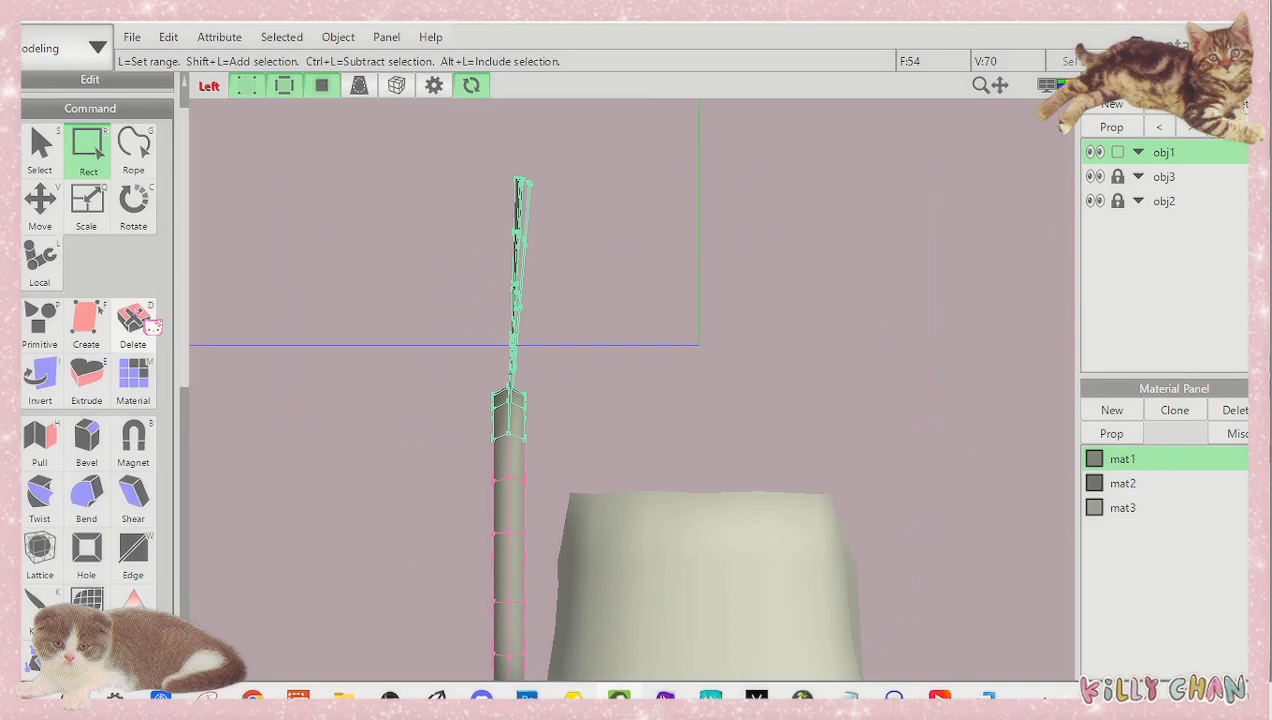 odeling
File Edit Attribute Selected Object Panel Help
L=Set range. Shift+L=Add selection. Ctrl+L=Subtract selection. Alt+L=Include selection.
F:54
V:70
Edit
Left
Command
New
Prop
<
S
R
G
Select
Rect
Rope
obj1
obj3
obj2
V
Q
C
Move
Scale
Rotate
L
Local
P
F
D
Primitive
Create
Delete
I
E
M
Invert
Extrude
Material
Material Panel
New
Clone
Delet
Prop
Misc
H
B
Pull
Bevel
Magnet
mat1
mat2
mat3
Twist
Bend
Shear
W
Lattice
Hole
Edge
K
KiLLY CHAN